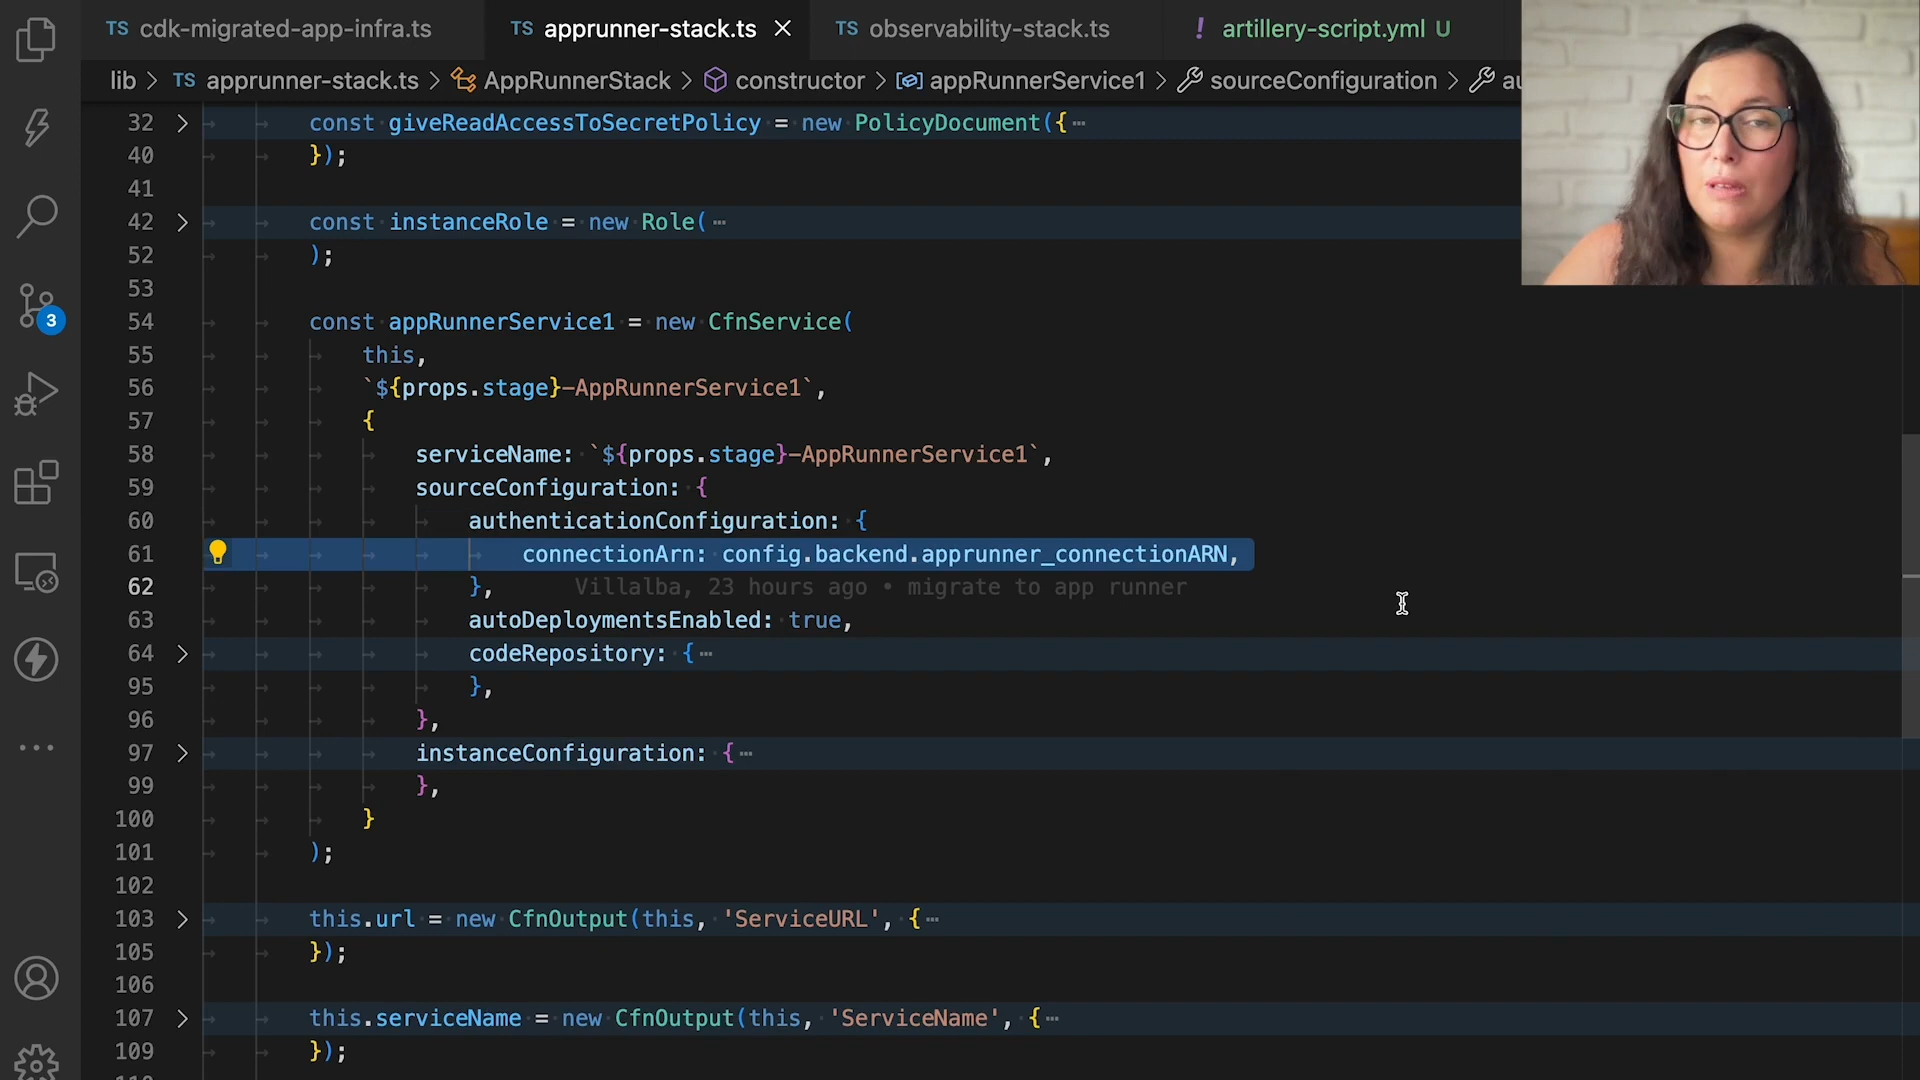 TS cdk-migrated-app-infra.ts TS apprunner-stack.ts TS observability-stack.ts ! artillery-script.yml U
lib > TS apprunner-stack.ts > AppRunnerStack > constructor > appRunnerService1 > sourceConfiguration >
32 const giveReadAccessToSecretPolicy = new PolicyDocument({ ⋯
40 });
41
42 const instanceRole = new Role( ⋯
52 );
53
54 const appRunnerService1 = new CfnService(
55 this,
56 `${props.stage}-AppRunnerService1`,
57 {
58 serviceName: `${props.stage}-AppRunnerService1`,
59 sourceConfiguration: {
60 authenticationConfiguration: {
61 connectionArn: config.backend.apprunner_connectionARN,
62 }, Villalba, 23 hours ago • migrate to app runner
63 autoDeploymentsEnabled: true,
64 codeRepository: { ⋯
95 },
96 },
97 instanceConfiguration: { ⋯
99 },
100 }
101 );
102
103 this.url = new CfnOutput(this, 'ServiceURL', { ⋯
105 });
106
107 this.serviceName = new CfnOutput(this, 'ServiceName', { ⋯
109 });
3